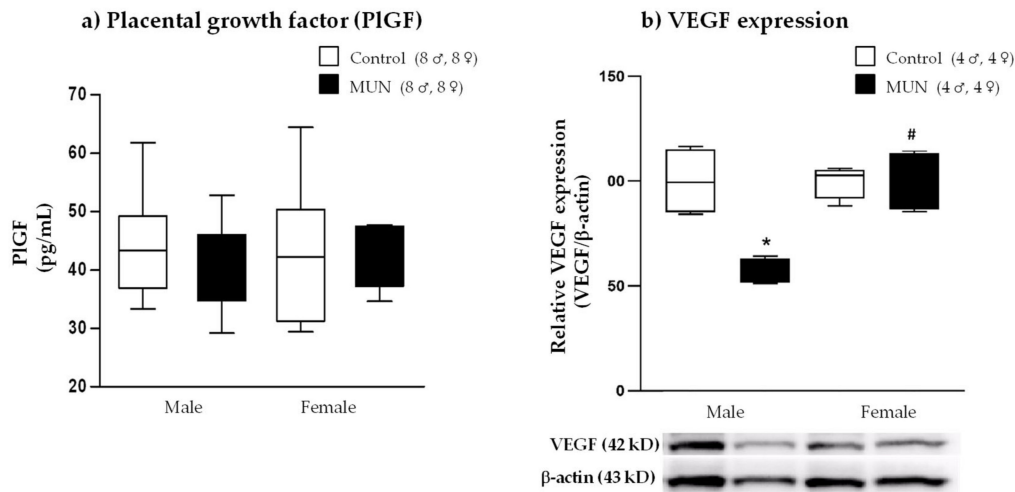 a) Placental growth factor (PlGF)
Control (8♂, 8♀)
MUN (8♂, 8♀)
70
60
50
40
30
20
PlGF
(pg/mL)
Male
Female
b) VEGF expression
Control (4♂, 4♀)
MUN (4♂, 4♀)
150
00
50
0
Relative VEGF expression
(VEGF/β-actin)
*
#
Male
Female
VEGF (42 kD)
β-actin (43 kD)